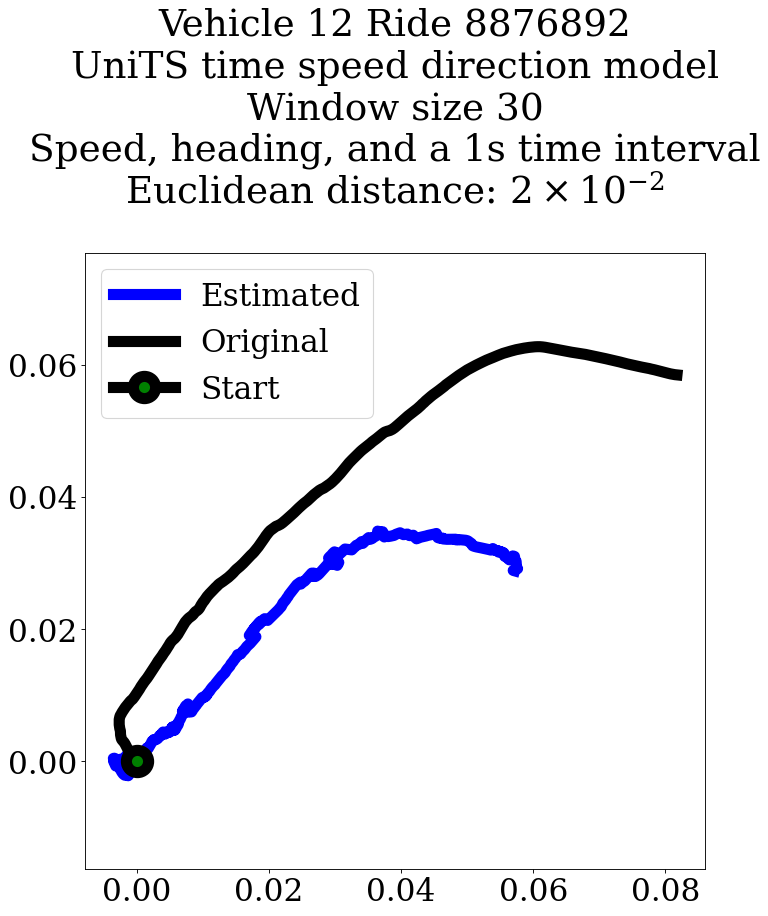 Vehicle 12 Ride 8876892
UniTS time speed direction model
Window size 30
Speed, heading, and a 1s time interval
Euclidean distance: 2 × 10⁻²
Estimated
Original
Start
0.06
0.04
0.02
0.00
0.00 0.02 0.04 0.06 0.08